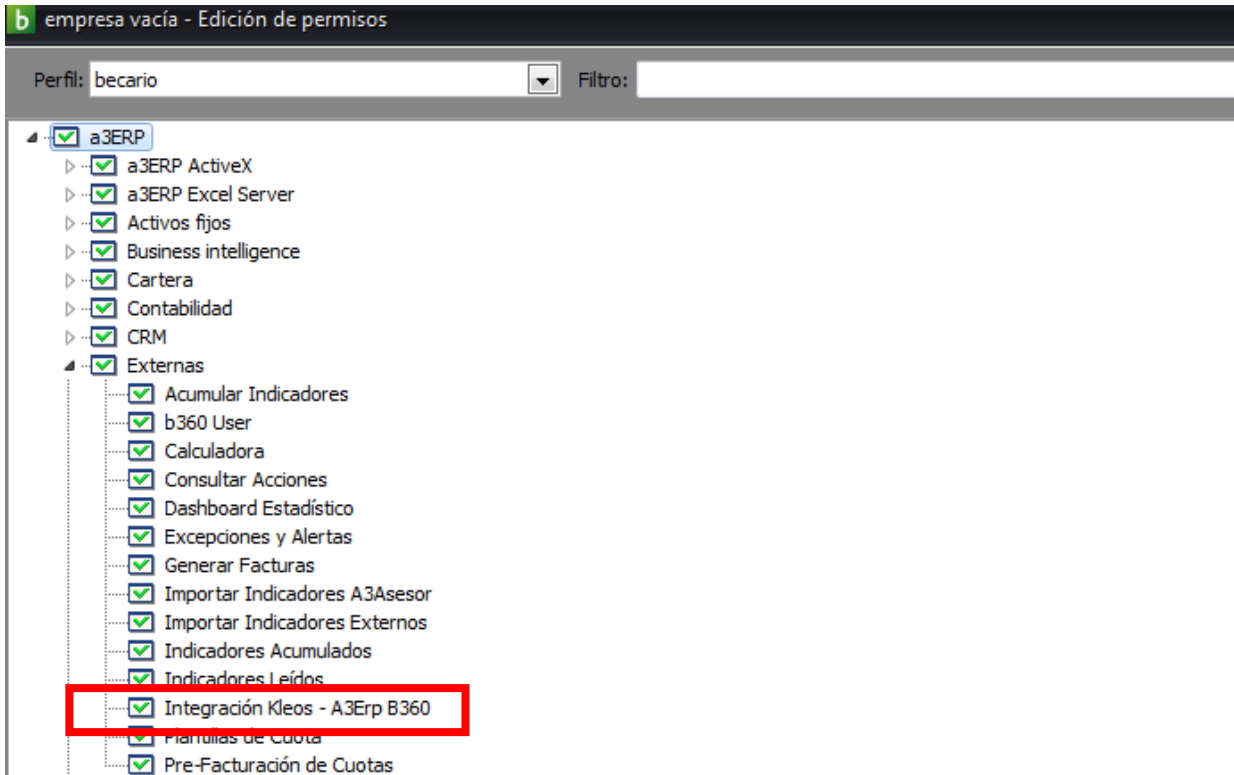 b empresa vacía - Edición de permisos
Perfil: becario Filtro:
a3ERP
a3ERP ActiveX
a3ERP Excel Server
Activos fijos
Business intelligence
Cartera
Contabilidad
CRM
Externas
Acumular Indicadores
b360 User
Calculadora
Consultar Acciones
Dashboard Estadístico
Excepciones y Alertas
Generar Facturas
Importar Indicadores A3Asesor
Importar Indicadores Externos
Indicadores Acumulados
Indicadores Leídos
Integración Kleos - A3Erp B360
Plantillas de Cuota
Pre-Facturación de Cuotas